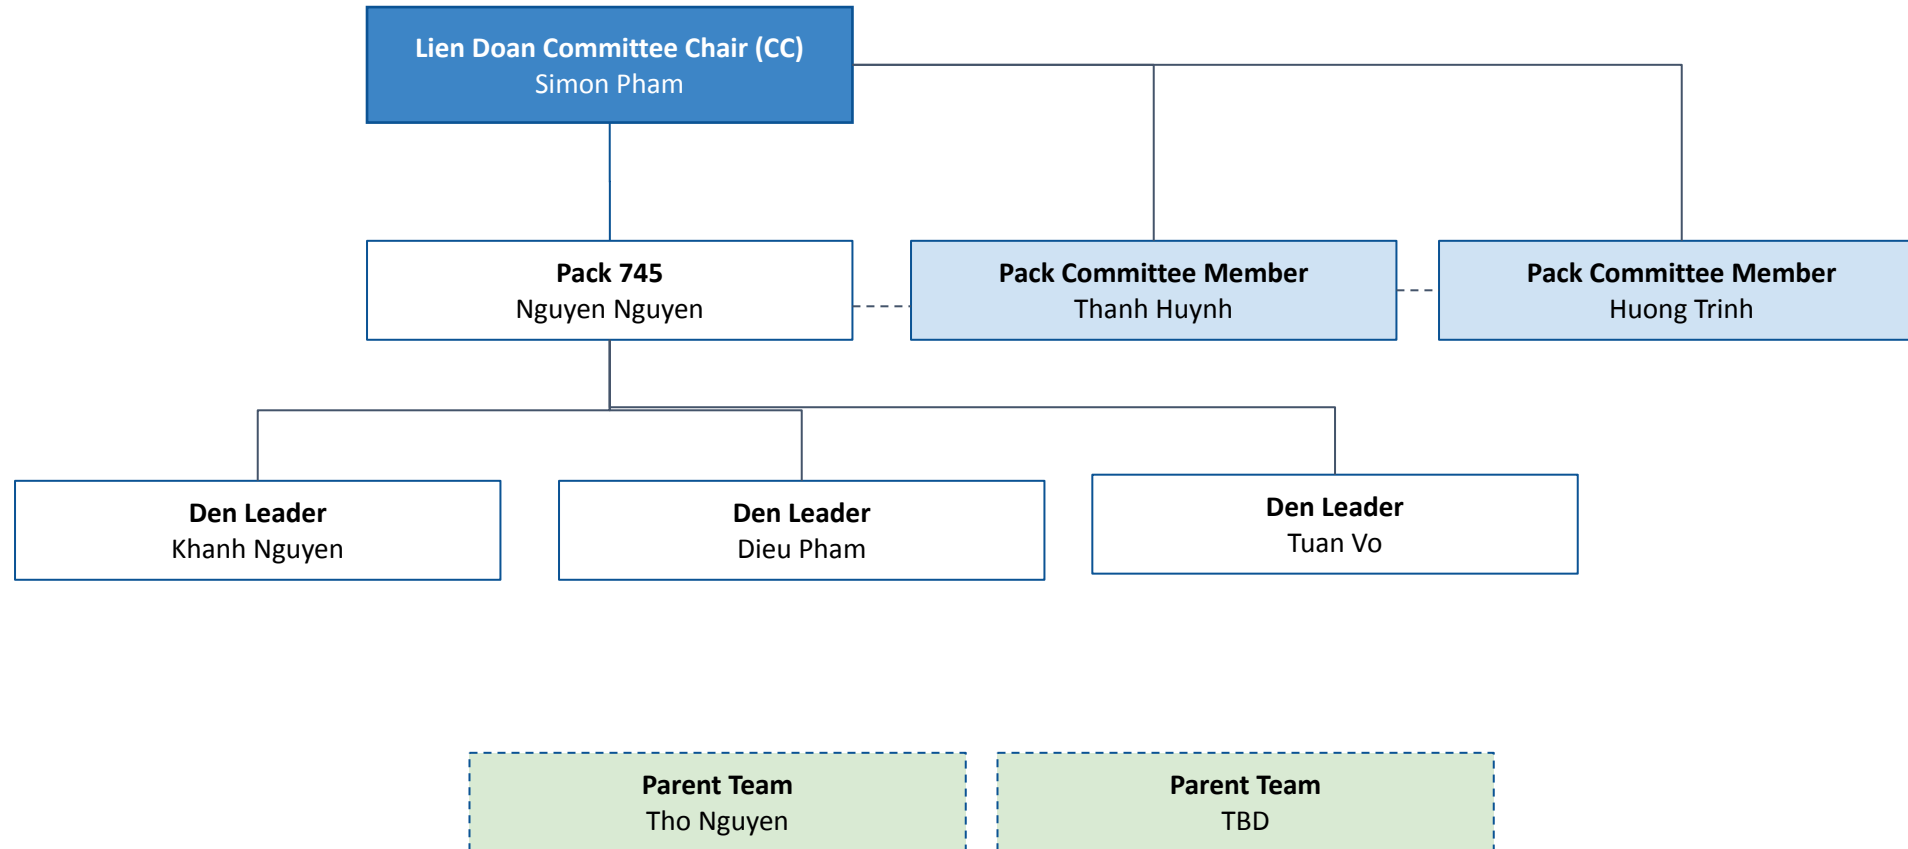 Lien Doan Committee Chair (CC)
Simon Pham
Pack 745
Nguyen Nguyen
Pack Committee Member
Thanh Huynh
Pack Committee Member
Huong Trinh
Den Leader
Khanh Nguyen
Den Leader
Dieu Pham
Den Leader
Tuan Vo
Parent Team
Tho Nguyen
Parent Team
TBD